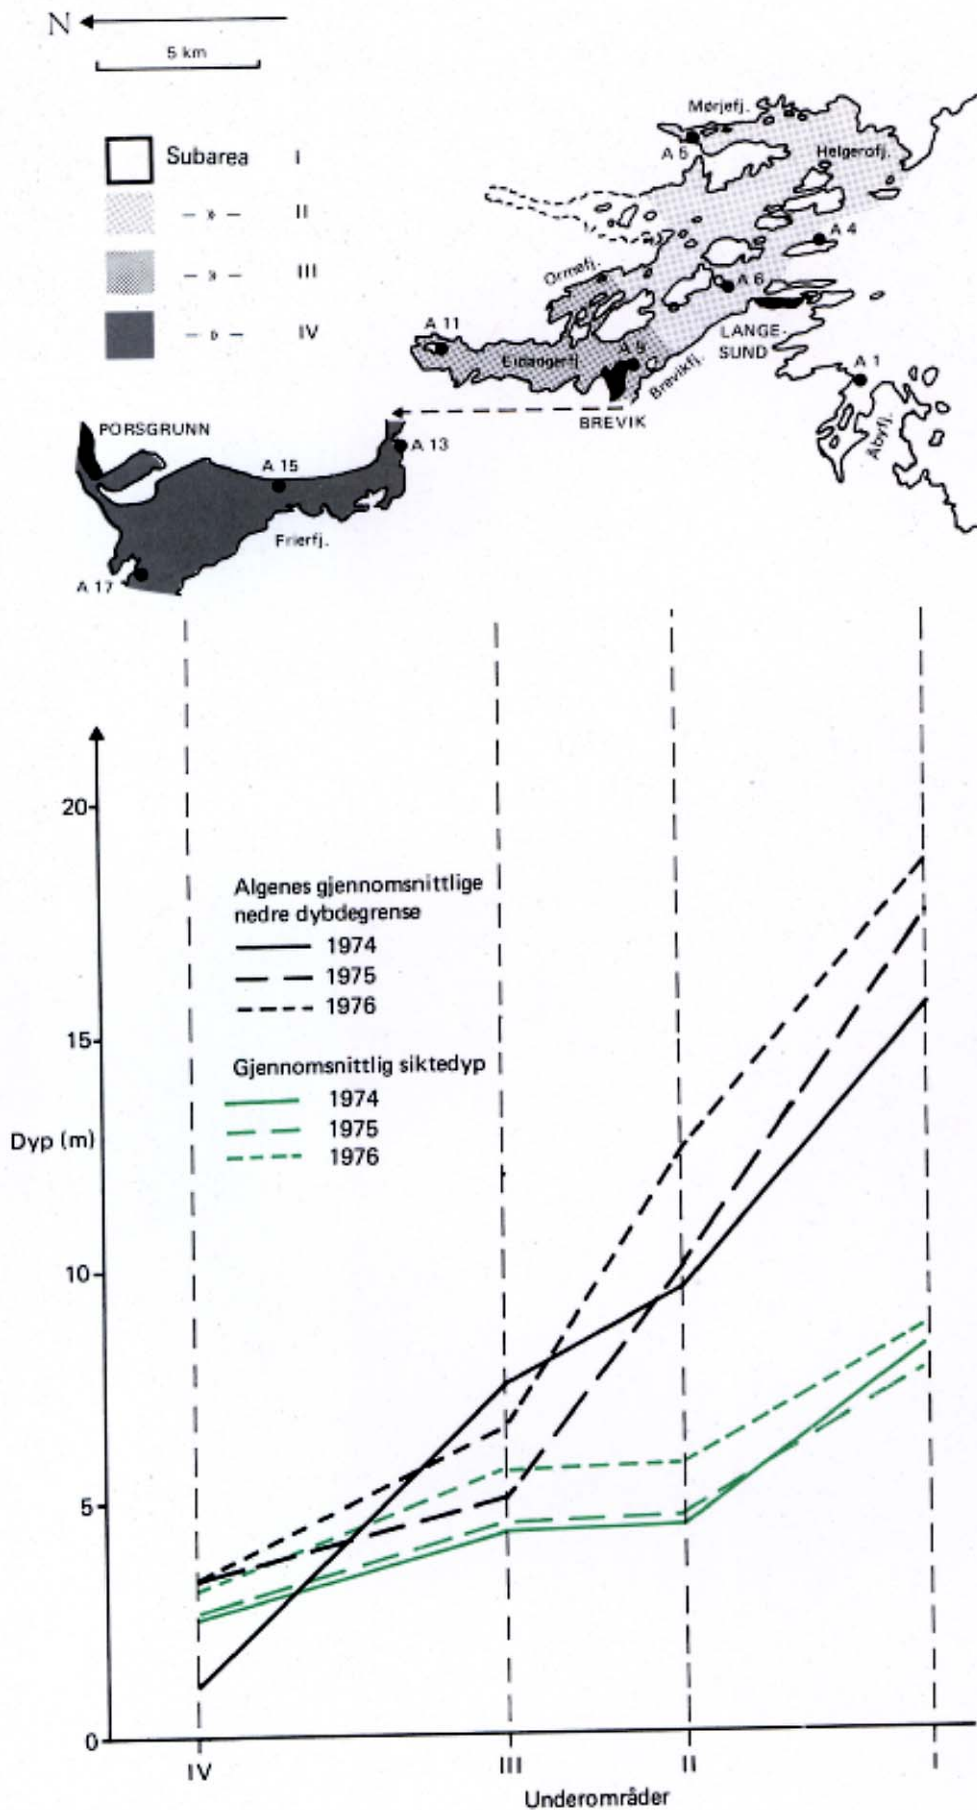 N
5 km
Subarea I
- » - II
- » - III
- » - IV
Mørjefj.
A 5
Helgerofj.
A 4
Ormefj.
A 6
A 11
LANGE-
SUND
Eidangerfj.
A 9
Brevikfj.
A 1
BREVIK
Åbyfj.
PORSGRUNN
A 13
A 15
Frierfj.
A 17
20
Algenes gjennomsnittlige
nedre dybdegrense
1974
1975
1976
15
Gjennomsnittlig siktedyp
1974
1975
1976
Dyp (m)
10
5
0
IV III II I
Underområder